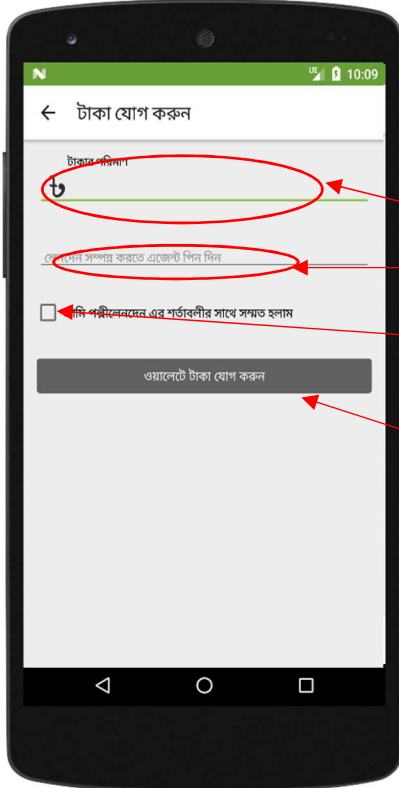 10:09
টাকা যোগ করুন
টাকার পরিমাণ
৳
লেনদেন সম্পন্ন করতে এজেন্ট পিন দিন
আমি পল্লীলেনদেন এর শর্তাবলীর সাথে সম্মত হলাম
ওয়ালেটে টাকা যোগ করুন